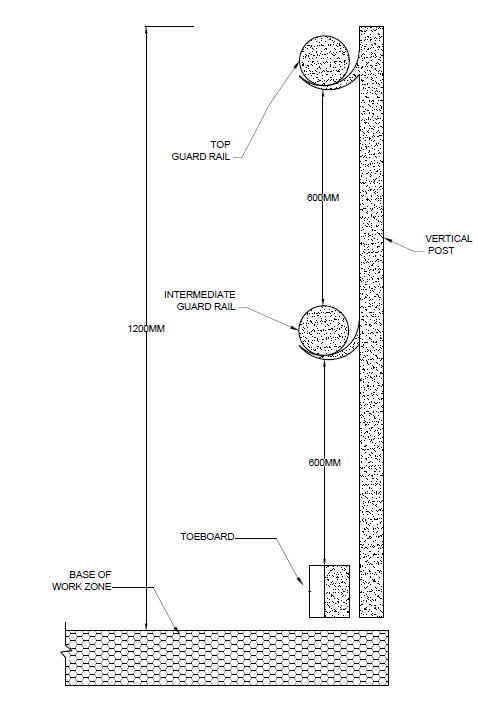 TOP
GUARD RAIL
600MM
VERTICAL
POST
INTERMEDIATE
GUARD RAIL
1200MM
600MM
TOEBOARD
BASE OF
WORK ZONE